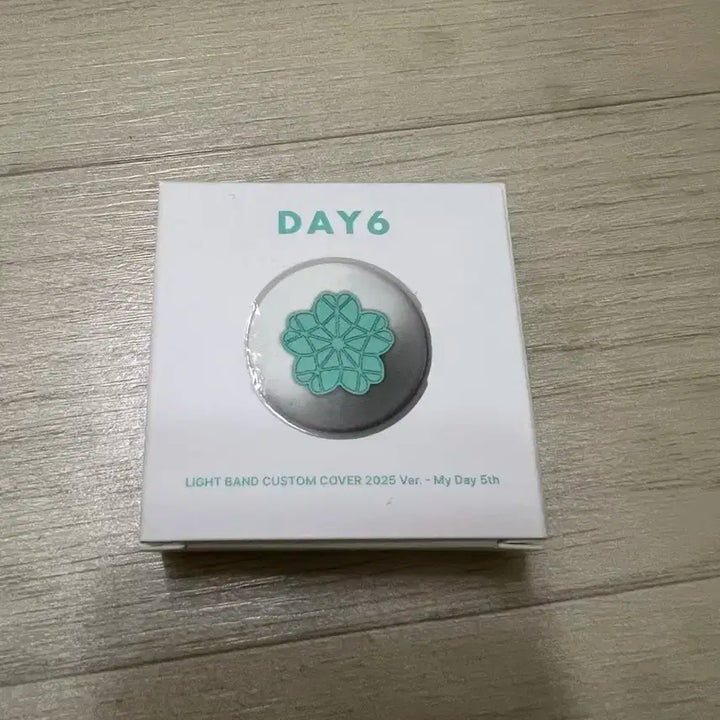 DAY6
LIGHT BAND CUSTOM COVER 2025 Ver. - My Day 5th